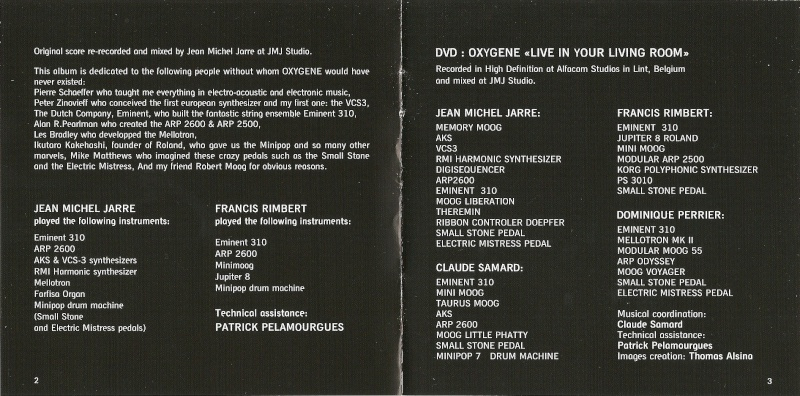 Original score re-recorded and mixed by Jean Michel Jarre at JMJ Studio.
This album is dedicated to the following people without whom OXYGENE would have
never existed:
Pierre Schaeffer who taught me everything in electro-acoustic and electronic music,
Peter Zinovieff who conceived the first european synthesizer and my first one: the VCS3,
The Dutch Company, Eminent, who built the fantastic string ensemble Eminent 310,
Alan R.Pearlman who created the ARP 2600 & ARP 2500,
Les Bradley who developped the Mellotron,
Ikutaro Kakehashi, founder of Roland, who gave us the Minipop and so many other
marvels, Mike Matthews who imagined these crazy pedals such as the Small Stone
and the Electric Mistress, And my friend Robert Moog for obvious reasons.
JEAN MICHEL JARRE
played the following instruments:
Eminent 310
ARP 2600
AKS & VCS-3 synthesizers
RMI Harmonic synthesizer
Mellotron
Farfisa Organ
Minipop drum machine
(Small Stone
and Electric Mistress pedals)
FRANCIS RIMBERT
played the following instruments:
Eminent 310
ARP 2600
Minimoog
Jupiter 8
Minipop drum machine
Technical assistance:
PATRICK PELAMOURGUES
2
DVD : OXYGENE «LIVE IN YOUR LIVING ROOM»
Recorded in High Definition at Alfacam Studios in Lint, Belgium
and mixed at JMJ Studio.
JEAN MICHEL JARRE:
MEMORY MOOG
AKS
VCS3
RMI HARMONIC SYNTHESIZER
DIGISEQUENCER
ARP2600
EMINENT 310
MOOG LIBERATION
THEREMIN
RIBBON CONTROLER DOEPFER
SMALL STONE PEDAL
ELECTRIC MISTRESS PEDAL
CLAUDE SAMARD:
EMINENT 310
MINI MOOG
TAURUS MOOG
AKS
ARP 2600
MOOG LITTLE PHATTY
SMALL STONE PEDAL
MINIPOP 7 DRUM MACHINE
FRANCIS RIMBERT:
EMINENT 310
JUPITER 8 ROLAND
MINI MOOG
MODULAR ARP 2500
KORG POLYPHONIC SYNTHESIZER
PS 3010
SMALL STONE PEDAL
DOMINIQUE PERRIER:
EMINENT 310
MELLOTRON MK II
MODULAR MOOG 55
ARP ODYSSEY
MOOG VOYAGER
SMALL STONE PEDAL
ELECTRIC MISTRESS PEDAL
Musical coordination:
Claude Samard
Technical assistance:
Patrick Pelamourgues
Images creation: Thomas Alsina
3